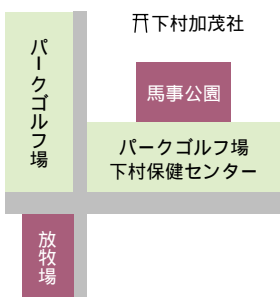 ⛩下村加茂社
パークゴルフ場
馬事公園
パークゴルフ場
下村保健センター
放牧場